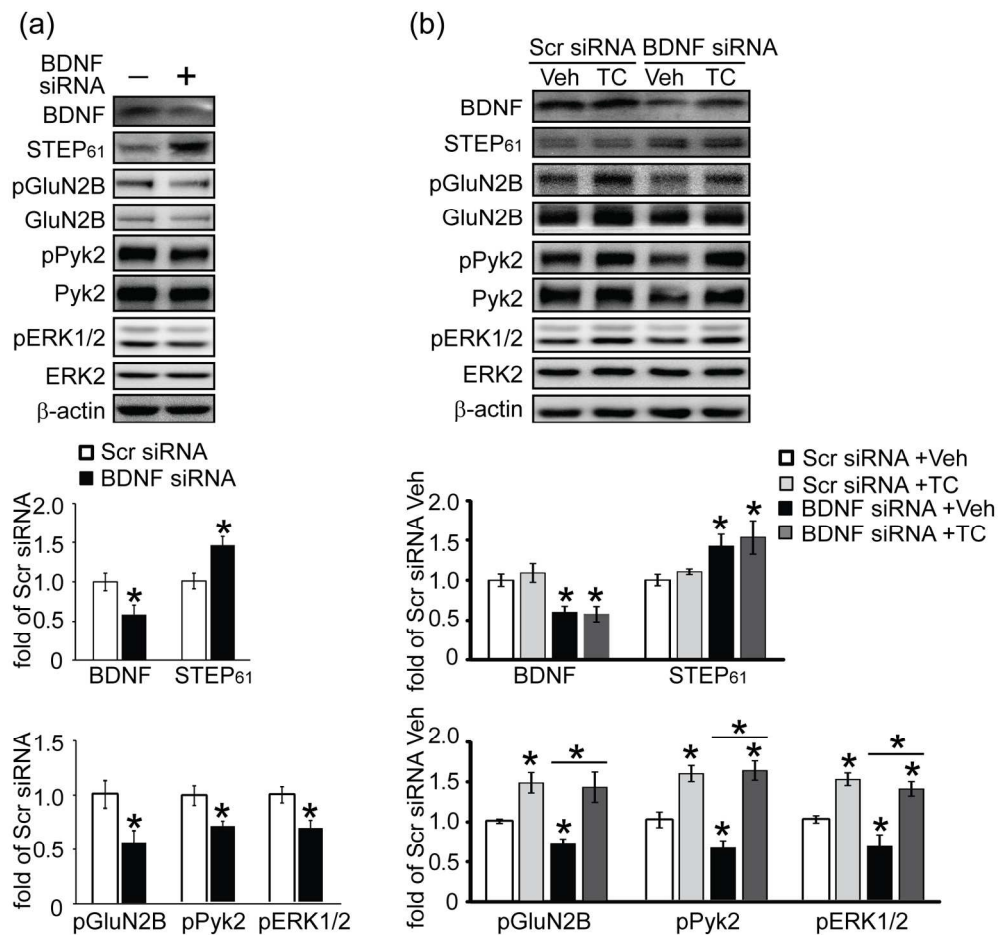 (a)
BDNF siRNA − +
BDNF
STEP61
pGluN2B
GluN2B
pPyk2
Pyk2
pERK1/2
ERK2
β-actin
Scr siRNA
BDNF siRNA
fold of Scr siRNA
2.0
1.5
1.0
0.5
0
* *
BDNF STEP61
fold of Scr siRNA
1.5
1.0
0.5
0
* * *
pGluN2B pPyk2 pERK1/2
(b)
Scr siRNA BDNF siRNA
Veh TC Veh TC
BDNF
STEP61
pGluN2B
GluN2B
pPyk2
Pyk2
pERK1/2
ERK2
β-actin
Scr siRNA +Veh
Scr siRNA +TC
BDNF siRNA +Veh
BDNF siRNA +TC
fold of Scr siRNA Veh
2.0
1.5
1.0
0.5
0
* * * *
BDNF STEP61
fold of Scr siRNA Veh
2.0
1.5
1.0
0.5
0
* * * * * * * * * * *
pGluN2B pPyk2 pERK1/2